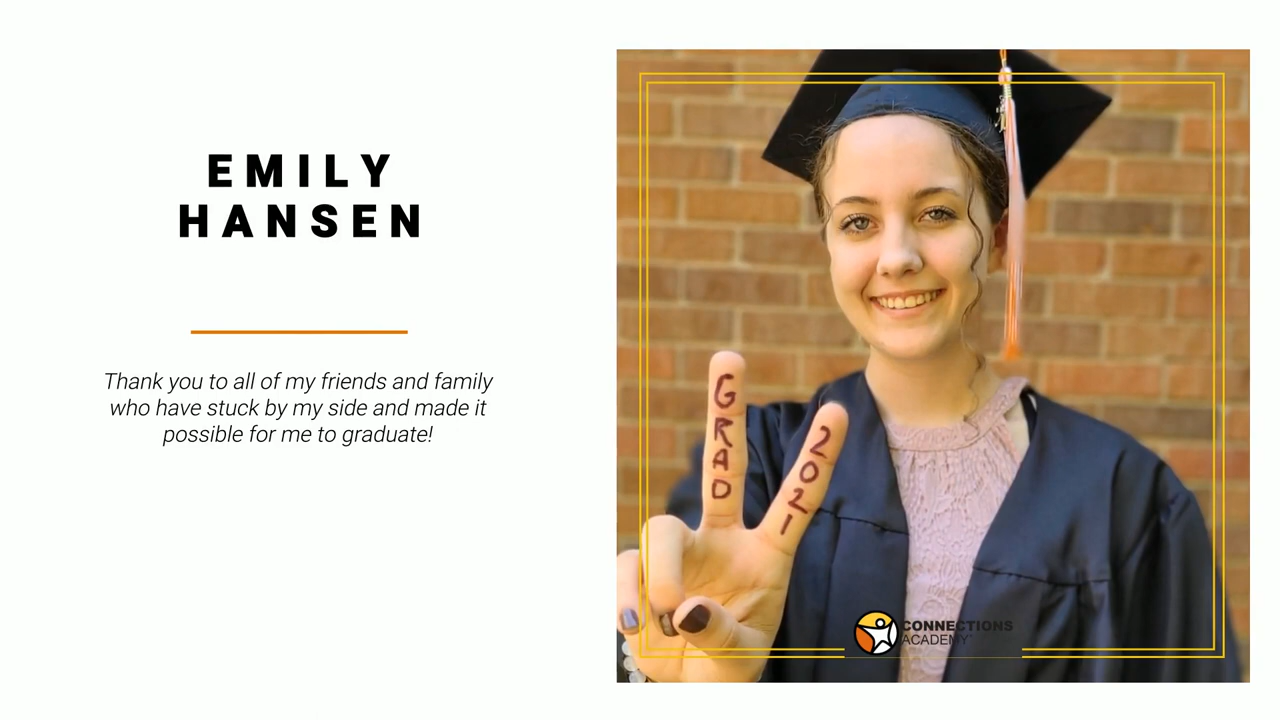 EMILY
HANSEN
Thank you to all of my friends and family
who have stuck by my side and made it
possible for me to graduate!
GRAD
2021
CONNECTIONS
ACADEMY